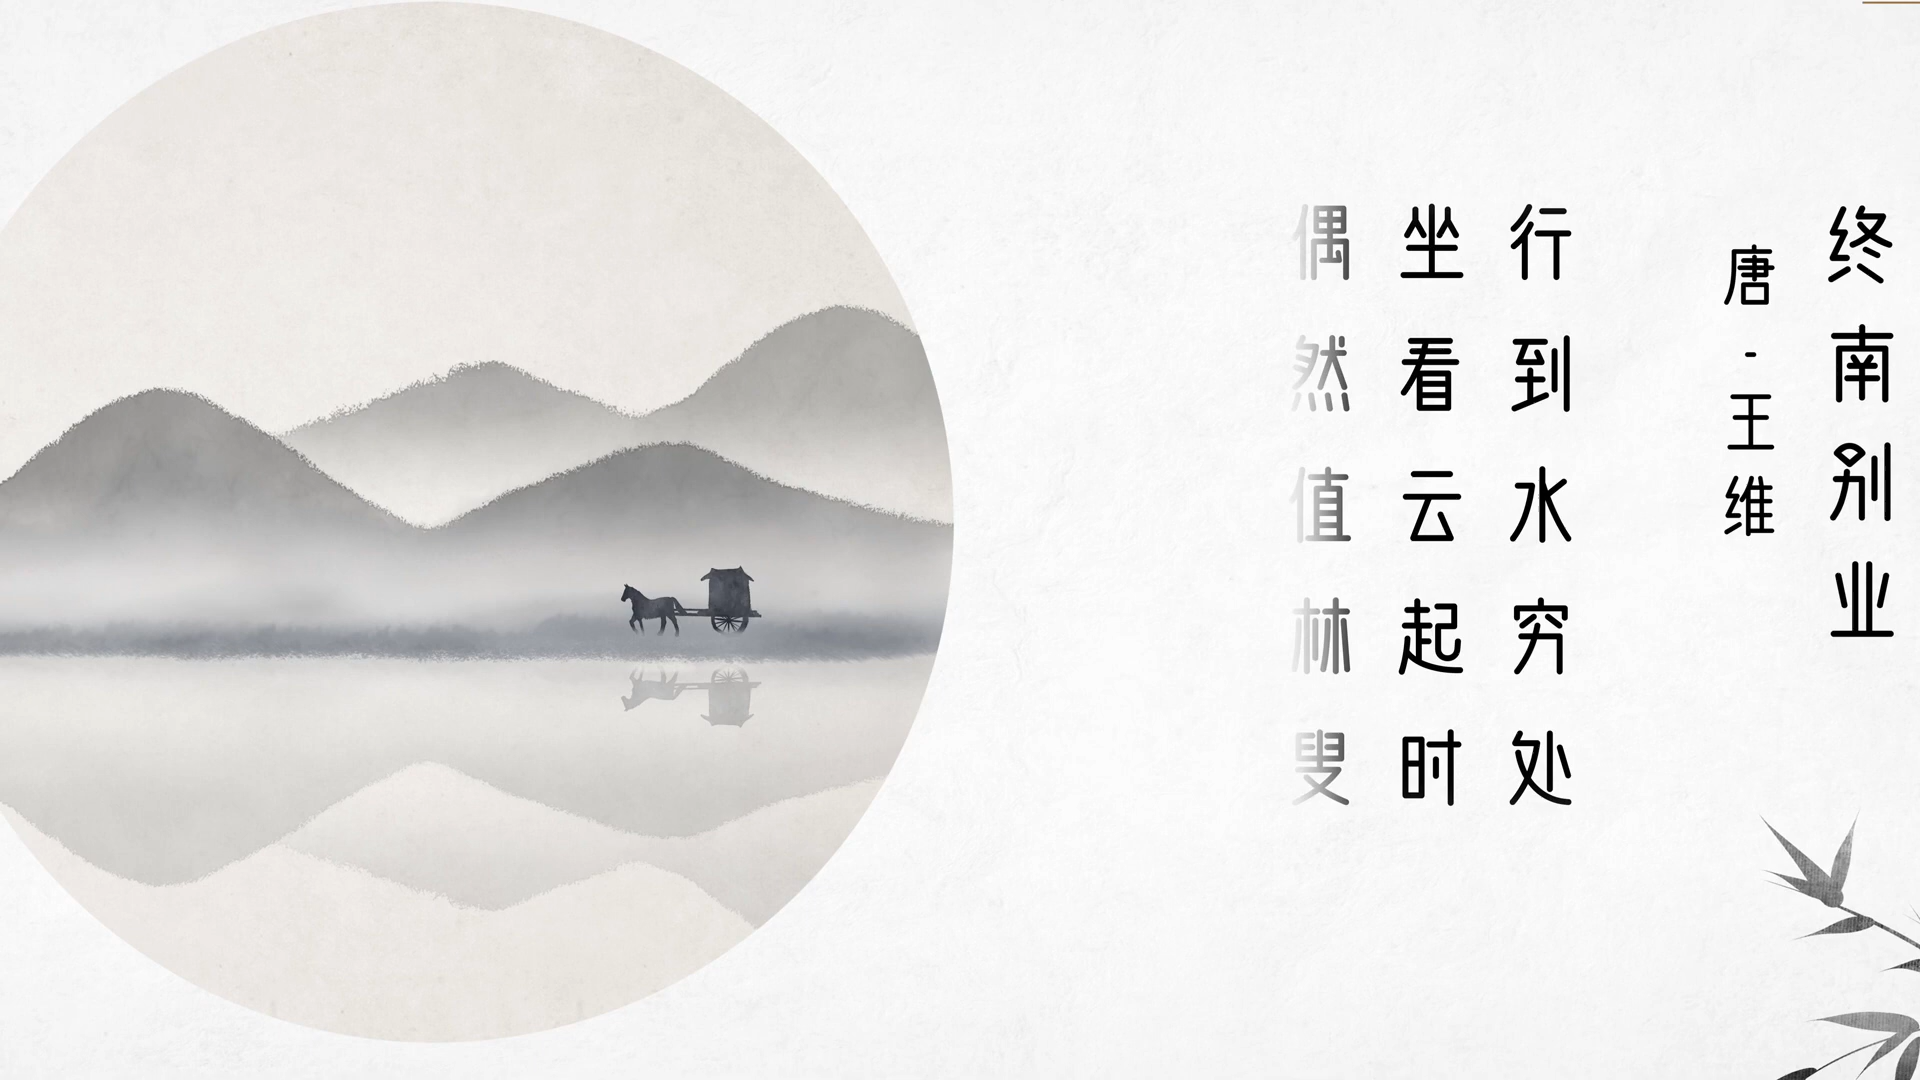 终南别业
唐-王维
行到水穷处
坐看云起时
偶然值林叟